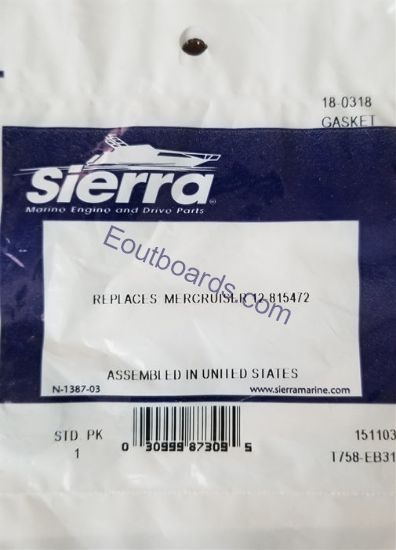 18-0318
GASKET
sierra®
Marine Engine and Drive Parts
Eoutboards.com
REPLACES MERCRUISER 12-815472
ASSEMBLED IN UNITED STATES
N-1387-03
www.sierramarine.com
STD. PK
1
0 30999 87309 5
151103
1758-EB31